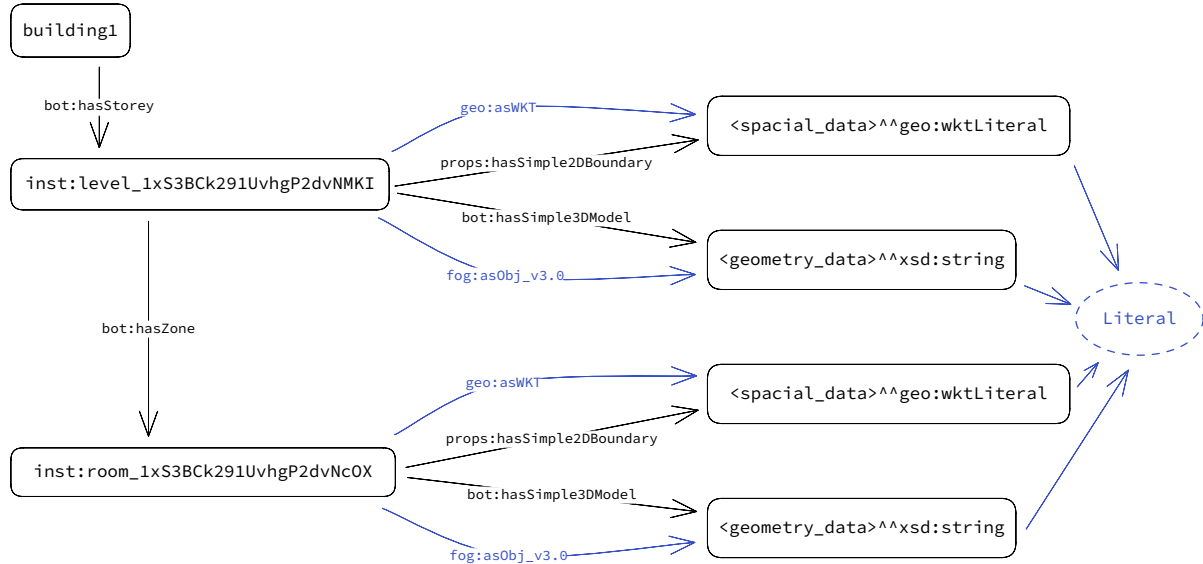 building1
bot:hasStorey
geo:asWKT
<spacial_data>^^geo:wktLiteral
props:hasSimple2DBoundary
inst:level_1xS3BCk291UvhgP2dvNMKI
bot:hasSimple3DModel
<geometry_data>^^xsd:string
fog:asObj_v3.0
Literal
bot:hasZone
geo:asWKT
<spacial_data>^^geo:wktLiteral
props:hasSimple2DBoundary
inst:room_1xS3BCk291UvhgP2dvNcOX
bot:hasSimple3DModel
<geometry_data>^^xsd:string
fog:asObj_v3.0